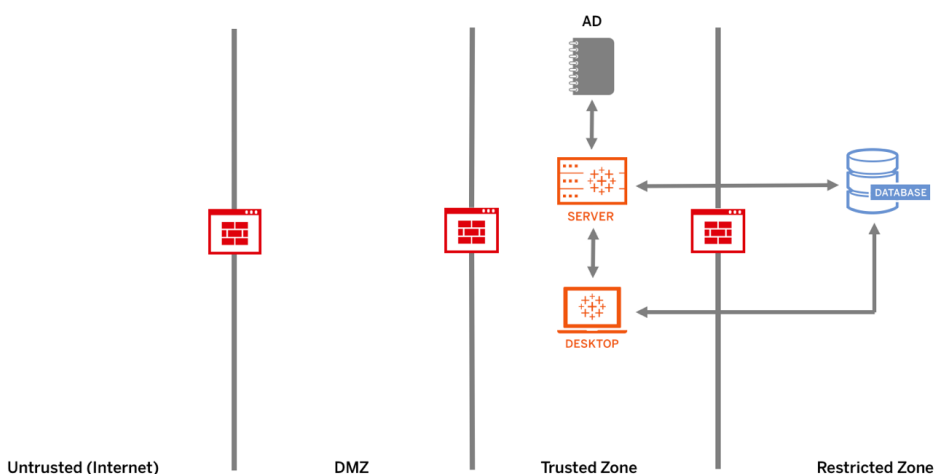 AD
SERVER
DATABASE
DESKTOP
Untrusted (Internet)
DMZ
Trusted Zone
Restricted Zone